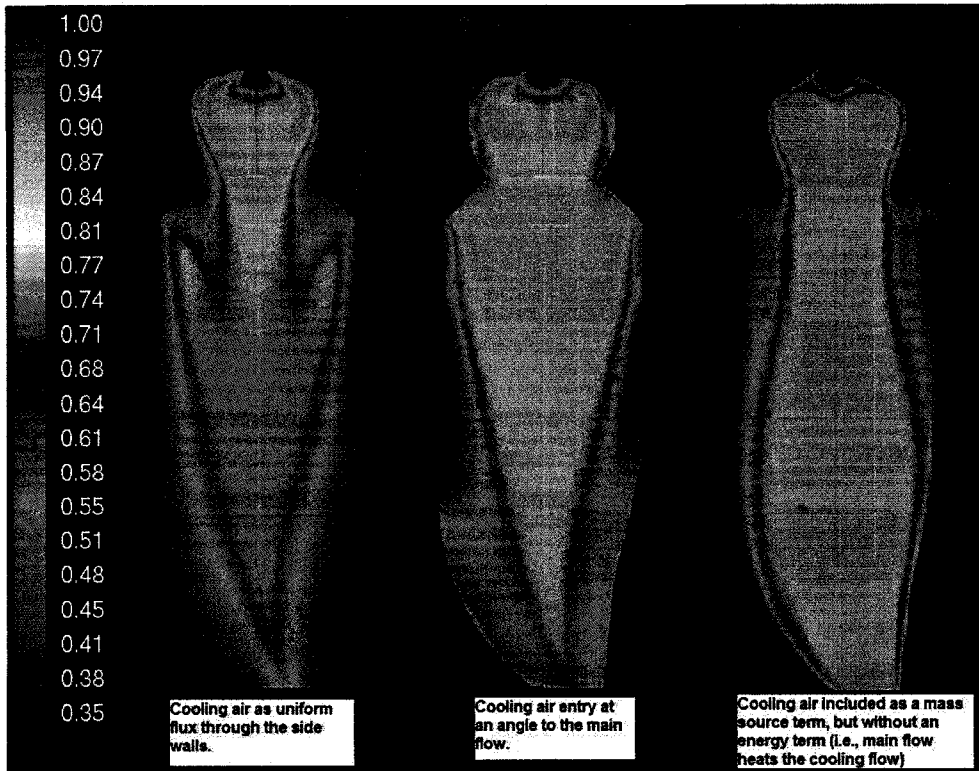 1.00
0.97
0.94
0.90
0.87
0.84
0.81
0.77
0.74
0.71
0.68
0.64
0.61
0.58
0.55
0.51
0.48
0.45
0.41
0.38
0.35
Cooling air as uniform
flux through the side
walls.
Cooling air entry at
an angle to the main
flow.
Cooling air included as a mass
source term, but without an
energy term (i.e., main flow
heats the cooling flow)